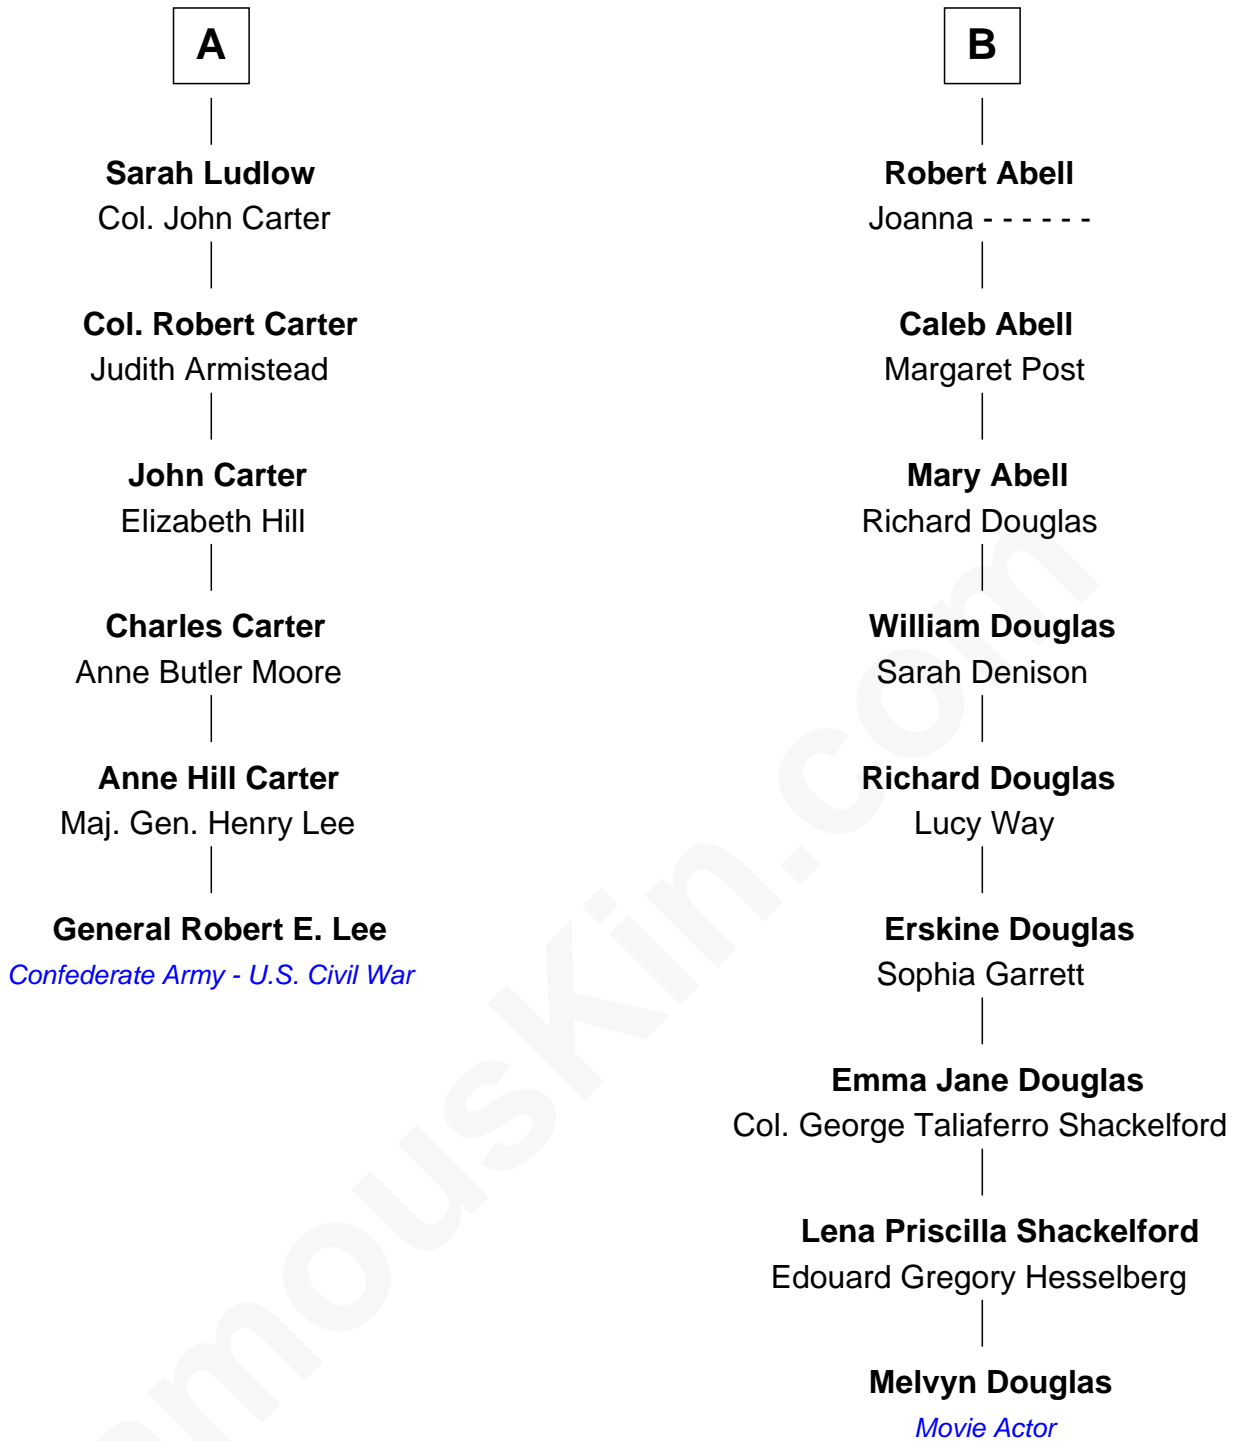 A
Sarah Ludlow
Col. John Carter
Col. Robert Carter
Judith Armistead
John Carter
Elizabeth Hill
Charles Carter
Anne Butler Moore
Anne Hill Carter
Maj. Gen. Henry Lee
General Robert E. Lee
Confederate Army - U.S. Civil War
B
Robert Abell
Joanna - - - - - -
Caleb Abell
Margaret Post
Mary Abell
Richard Douglas
William Douglas
Sarah Denison
Richard Douglas
Lucy Way
Erskine Douglas
Sophia Garrett
Emma Jane Douglas
Col. George Taliaferro Shackelford
Lena Priscilla Shackelford
Edouard Gregory Hesselberg
Melvyn Douglas
Movie Actor
amouskin.com